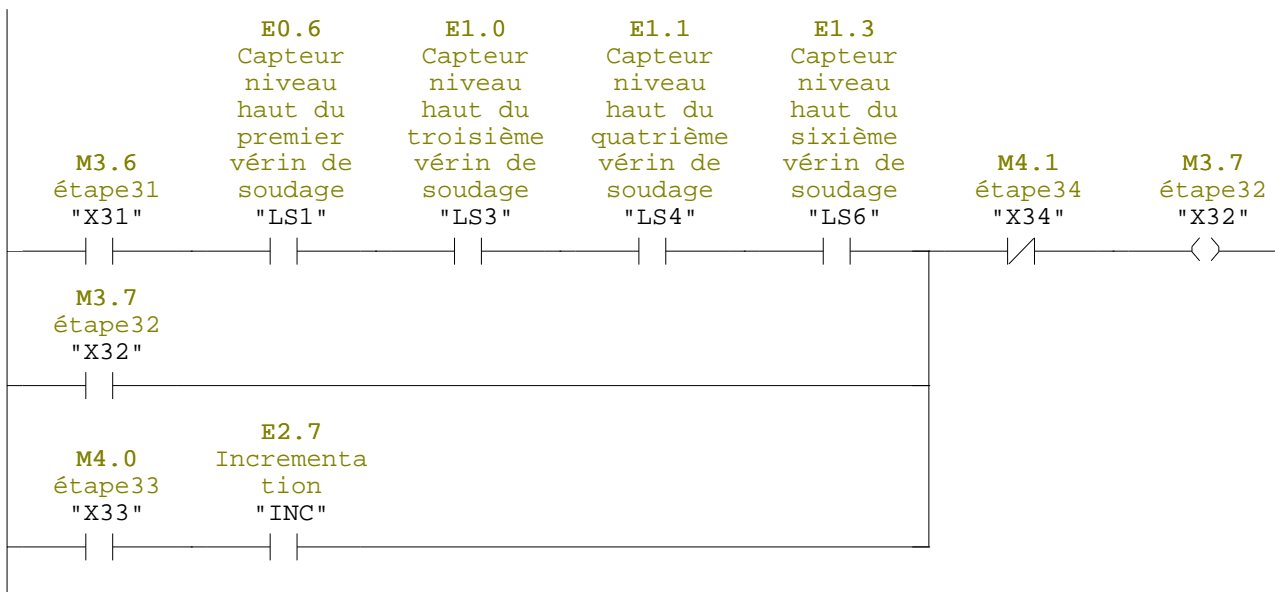 E0.6 E1.0 E1.1 E1.3
Capteur Capteur Capteur Capteur
niveau niveau niveau niveau
haut du haut du haut du haut du
premier troisième quatrième sixième
M3.6 vérin de vérin de vérin de vérin de M4.1 M3.7
étape31 soudage soudage soudage soudage étape34 étape32
"X31" "LS1" "LS3" "LS4" "LS6" "X34" "X32"
M3.7
étape32
"X32"
E2.7
M4.0 Incrementa
étape33 tion
"X33" "INC"